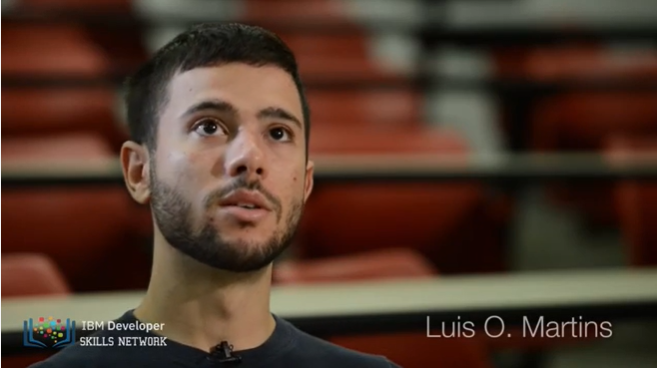 IBM Developer
SKILLS NETWORK
Luis O. Martins